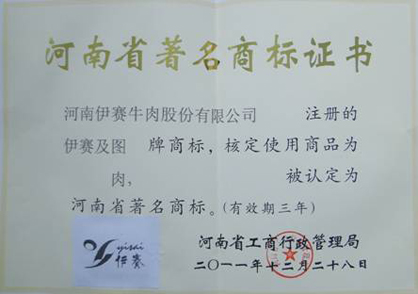 河南省著名商标证书
河南伊赛牛肉股份有限公司 注册的
伊赛及图 牌商标，核定使用商品为
肉， 被认定为
河南省著名商标。(有效期三年)
yisai
伊赛
河南省工商行政管理局
二〇一一年十二月二十八日